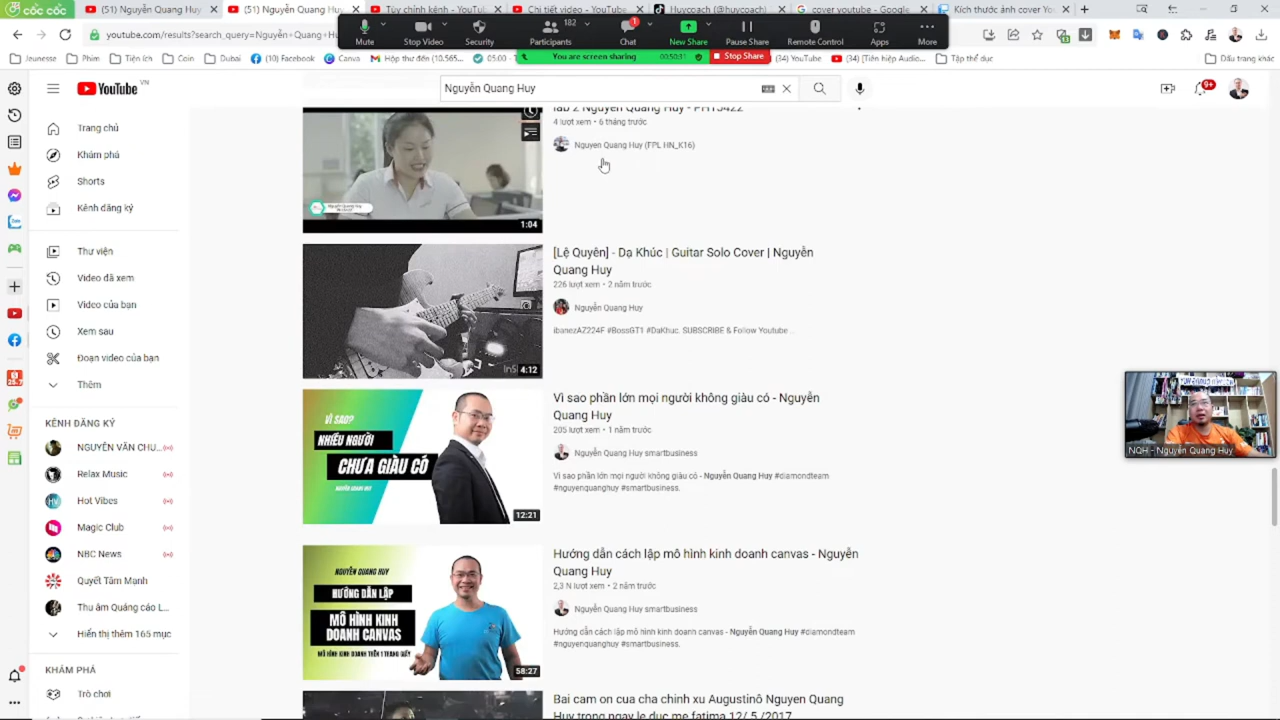 (51) Nguyễn Quang Huy
(51) Nguyễn Quang Huy
Tùy chỉnh kênh - Youtub
Chi tiết video - YouTub
Huycoach (@huycoach)
cover youtube - Google
Kích thước ảnh cover Yo
youtube.com/results?search_query=Nguyễn+Quang+Hu
Mute
Stop Video
Security
Participants
182
Chat
1
New Share
Pause Share
Remote Control
Apps
More
Jeunesse
Phim
Tiện ích
Coin
Dubai
(10) Facebook
Canva
Hộp thư đến (10.565...
05:00
You are screen sharing
Stop Share
(34) YouTube
(34) [Tiên hiệp Audio...
Tập thể dục
Dấu trang khác
YouTube
VN
Nguyễn Quang Huy
9+
Trang chủ
Khám phá
Shorts
Kênh đăng ký
Thư viện
Video đã xem
Video của bạn
Xem sau
Đoạn video của bạn
Thêm
KÊNH ĐĂNG KÝ
NGUYỄN VĂN CHU...
Relax Music
Hot Vibes
Magic Club
NBC News
Quyết Tâm Mạnh
Thu âm Quảng cáo L...
Hiển thị thêm 165 mục
KHÁM PHÁ
Trò chơi
lab 2 Nguyễn Quang Huy - PH15422
4 lượt xem • 6 tháng trước
Nguyen Quang Huy (FPL HN_K16)
1:04
[Lệ Quyên] - Dạ Khúc | Guitar Solo Cover | Nguyễn
Quang Huy
226 lượt xem • 2 năm trước
Nguyễn Quang Huy
ibanezAZ224F #BossGT1 #DaKhuc. SUBSCRIBE & Follow Youtube ...
4:12
VÌ SAO?
NHIỀU NGƯỜI
CHƯA GIÀU CÓ
NGUYỄN QUANG HUY
12:21
Vì sao phần lớn mọi người không giàu có - Nguyễn
Quang Huy
205 lượt xem • 1 năm trước
Nguyễn Quang Huy smartbusiness
Vì sao phần lớn mọi người không giàu có - Nguyễn Quang Huy #diamondteam
#nguyenquanghuy #smartbusiness.
NGUYỄN QUANG HUY
HƯỚNG DẪN LẬP
MÔ HÌNH KINH
DOANH CANVAS
MÔ HÌNH KINH DOANH TRÊN 1 TRANG GIẤY
58:27
Hướng dẫn cách lập mô hình kinh doanh canvas - Nguyễn
Quang Huy
2,3 N lượt xem • 2 năm trước
Nguyễn Quang Huy smartbusiness
Hướng dẫn cách lập mô hình kinh doanh canvas - Nguyễn Quang Huy #diamondteam
#nguyenquanghuy #smartbusiness.
Bai cam on cua cha chinh xu Augustinô Nguyen Quang
Huy trong ngay le duc me fatima 12/ 5 /2017
NQH - Nguyễn Quang Huy